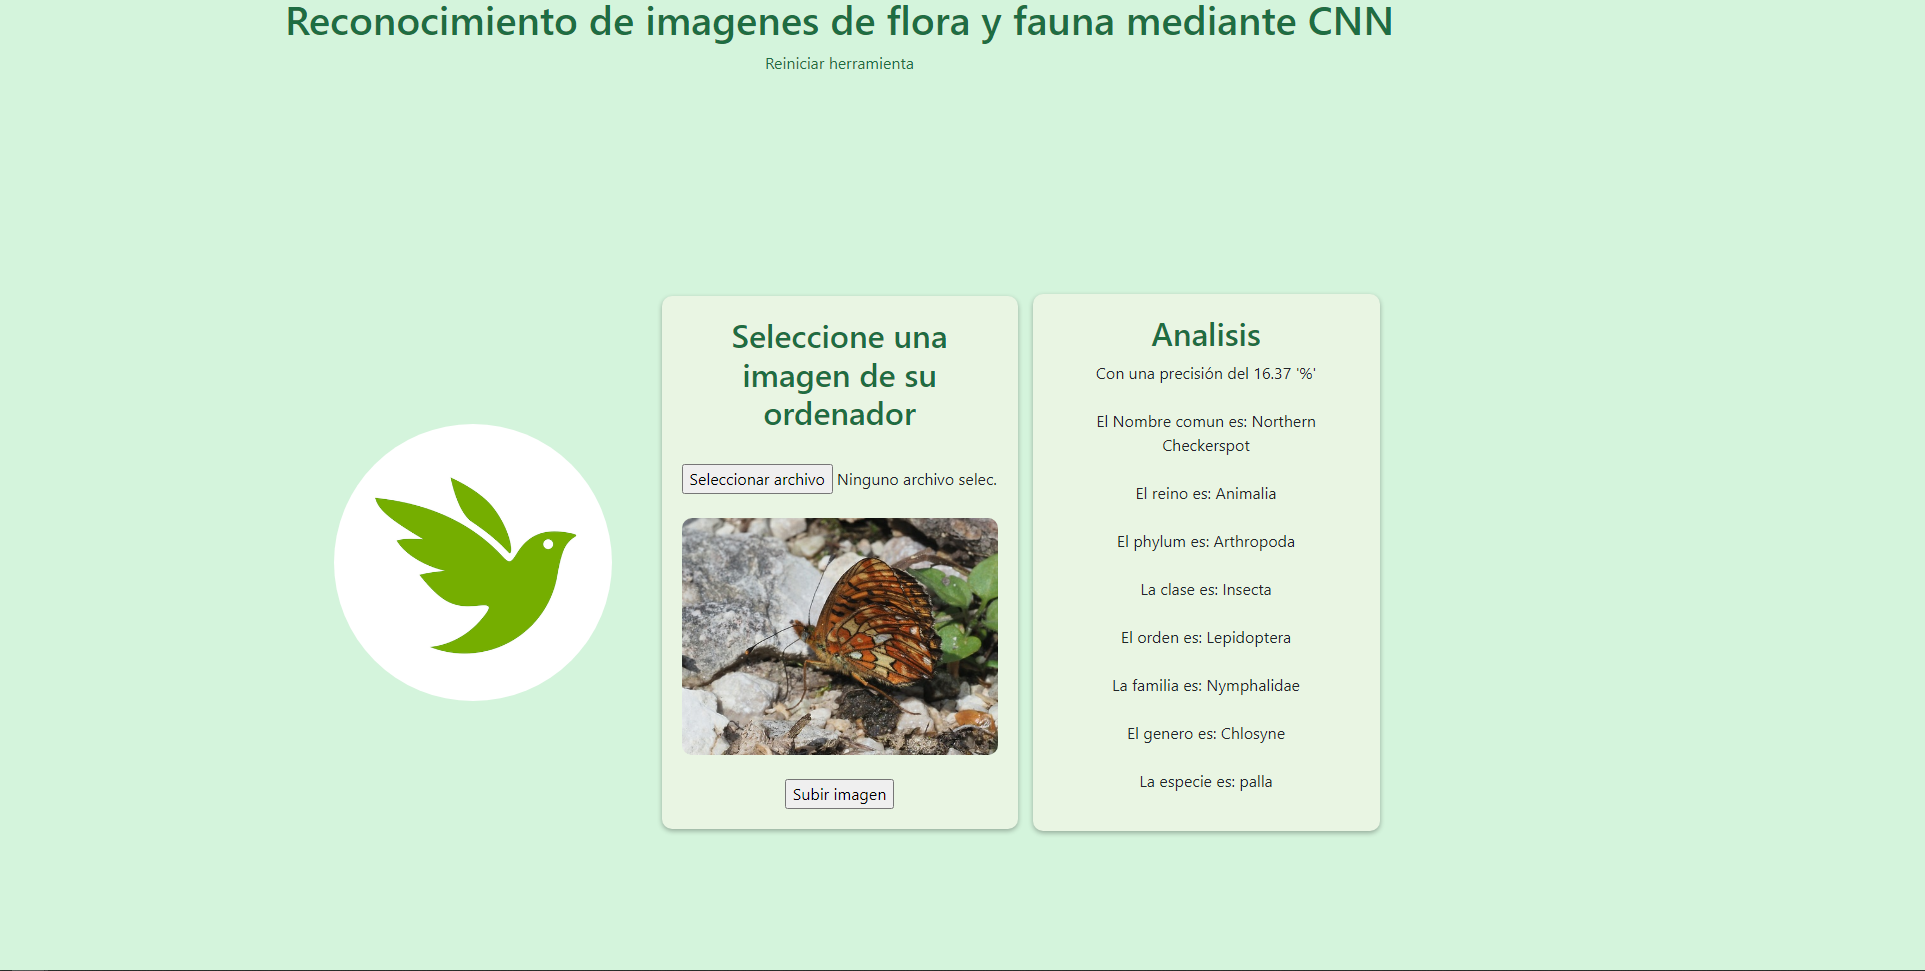 Reconocimiento de imagenes de flora y fauna mediante CNN
Reiniciar herramienta
Seleccione una
imagen de su
ordenador
Seleccionar archivo Ninguno archivo selec.
Subir imagen
Analisis
Con una precisión del 16.37 '%'
El Nombre comun es: Northern
Checkerspot
El reino es: Animalia
El phylum es: Arthropoda
La clase es: Insecta
El orden es: Lepidoptera
La familia es: Nymphalidae
El genero es: Chlosyne
La especie es: palla